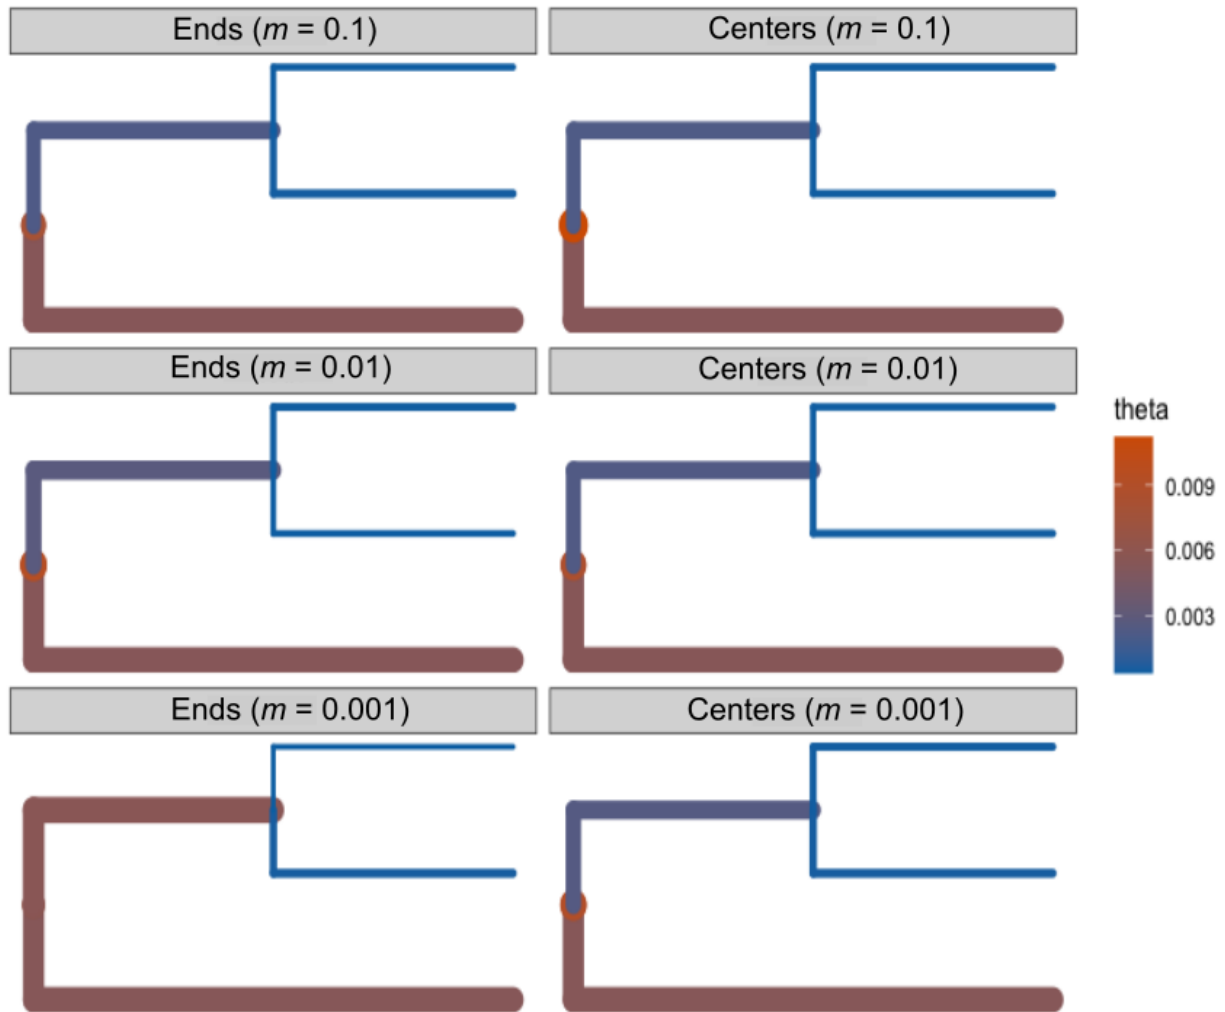 Ends (m = 0.1)
Centers (m = 0.1)
Ends (m = 0.01)
Centers (m = 0.01)
Ends (m = 0.001)
Centers (m = 0.001)
theta
0.009
0.006
0.003